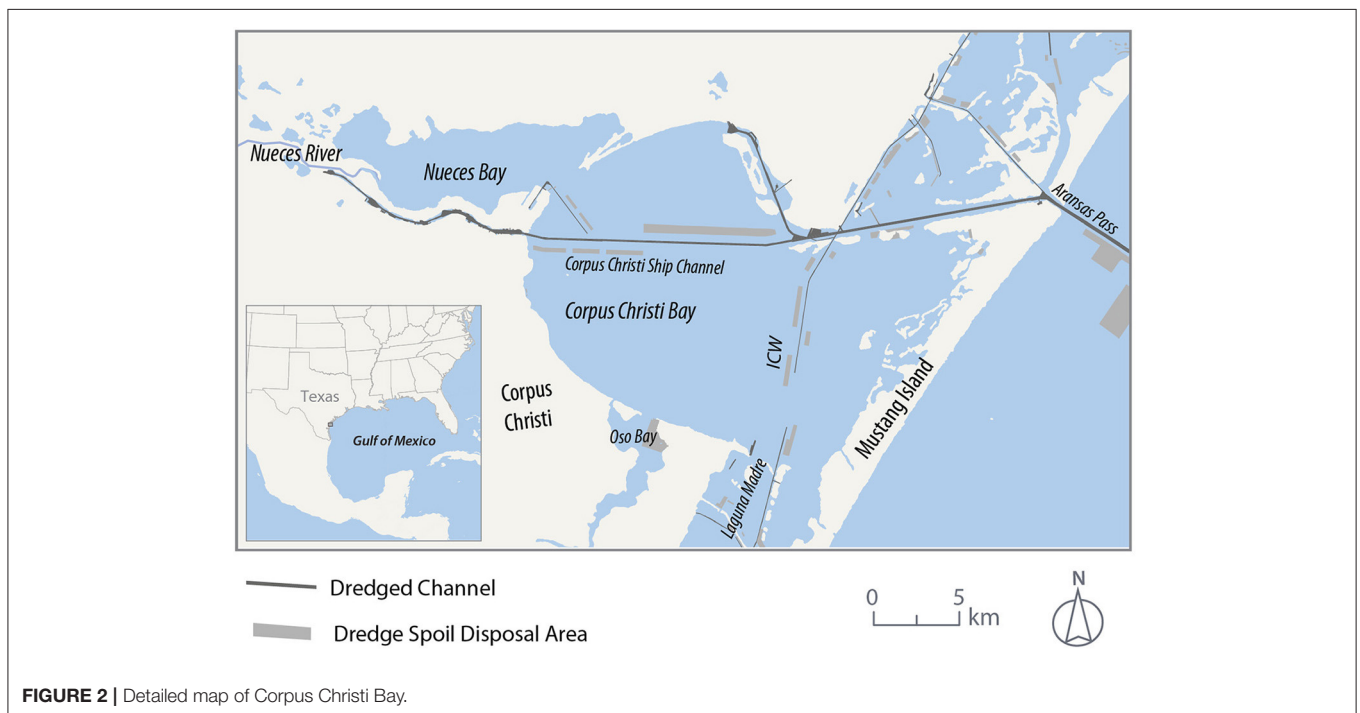 Nueces River
Nueces Bay
Aransas Pass
Corpus Christi Ship Channel
Corpus Christi Bay
ICW
Mustang Island
Corpus
Christi
Oso Bay
Laguna Madre
Texas
Gulf of Mexico
Dredged Channel
Dredge Spoil Disposal Area
0 5
km
N
FIGURE 2 | Detailed map of Corpus Christi Bay.